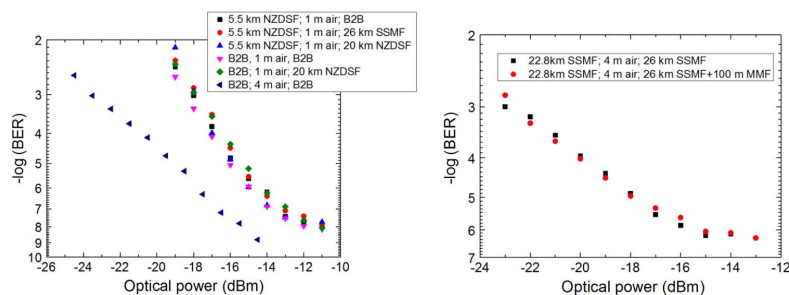 5.5 km NZDSF; 1 m air; B2B
5.5 km NZDSF; 1 m air; 26 km SSMF
5.5 km NZDSF; 1 m air; 20 km NZDSF
B2B, 1 m air, B2B
B2B; 1 m air; 20 km NZDSF
B2B; 4 m air; B2B
2
3
4
5
6
7
8
9
10
-log (BER)
-26 -24 -22 -20 -18 -16 -14 -12 -10
Optical power (dBm)
22.8km SSMF; 4 m air; 26 km SSMF
22.8km SSMF; 4 m air; 26 km SSMF+100 m MMF
2
3
4
5
6
7
-log (BER)
-24 -22 -20 -18 -16 -14 -12
Optical power (dBm)